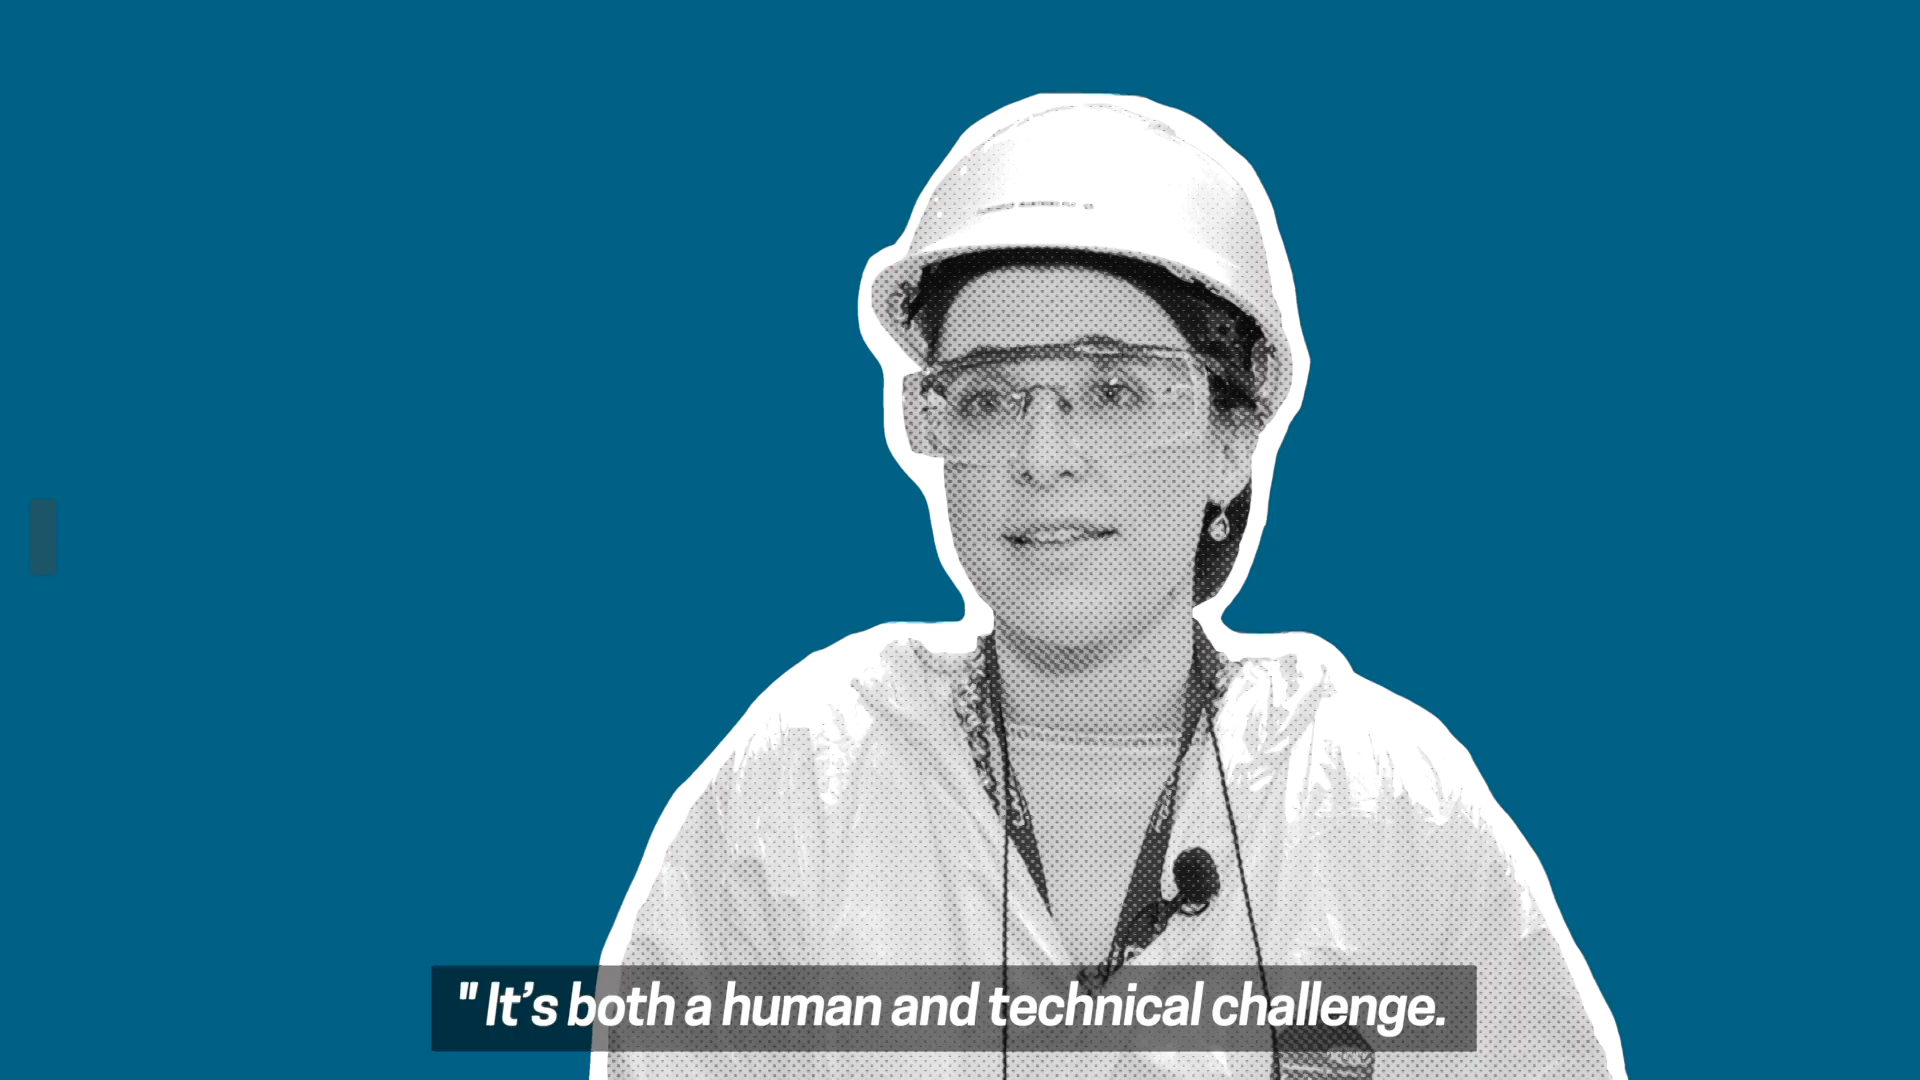 " It’s both a human and technical challenge.